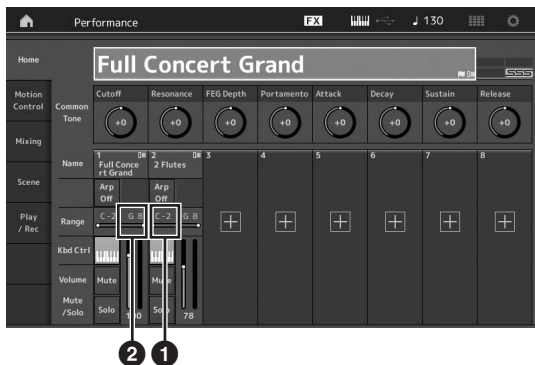 Performance FX 130
Home
Full Concert Grand
SSS
Motion Control
Mixing
Scene
Play / Rec
Common Tone
Cutoff Resonance FEG Depth Portamento Attack Decay Sustain Release
+0 +0 +0 +0 +0 +0 +0 +0
Name
1 2 3 4 5 6 7 8
Full Conce
rt Grand
2 Flutes
Arp Off
Arp Off
Range
C -2 G 8 C -2 G 8
Kbd Ctrl
Volume
Mute Mute
Mute /Solo
Solo 100 Solo 78
2 1